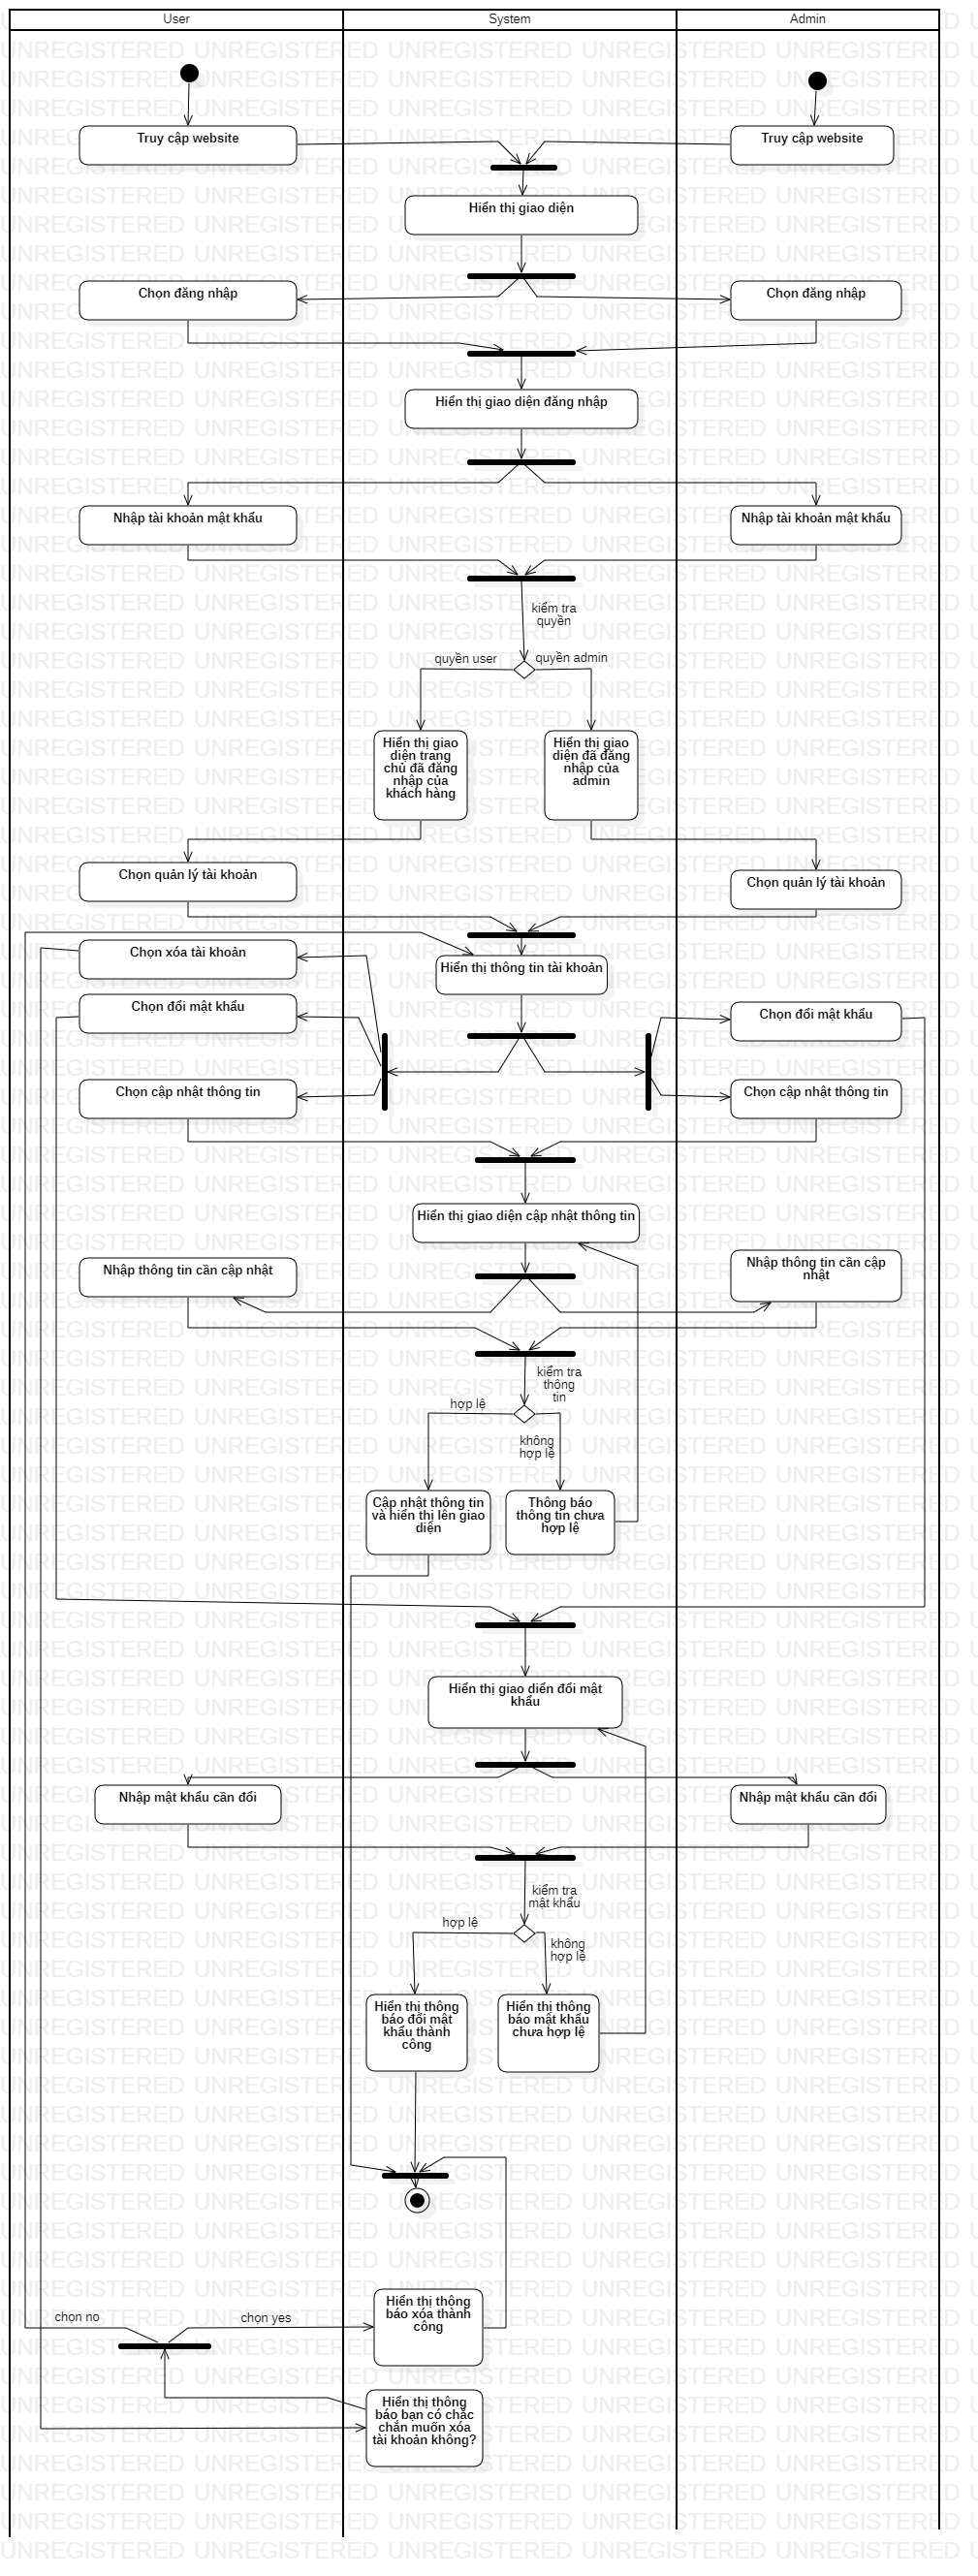 User
System
Admin
Truy cập website
Truy cập website
Hiển thị giao diện
Chọn đăng nhập
Chọn đăng nhập
Hiển thị giao diện đăng nhập
Nhập tài khoản mật khẩu
Nhập tài khoản mật khẩu
kiểm tra
quyền
quyền user
quyền admin
Hiển thị giao
diện trang
chủ đã đăng
nhập của
khách hàng
Hiển thị giao
diện đã đăng
nhập của
admin
Chọn quản lý tài khoản
Chọn quản lý tài khoản
Chọn xóa tài khoản
Hiển thị thông tin tài khoản
Chọn đổi mật khẩu
Chọn đổi mật khẩu
Chọn cập nhật thông tin
Chọn cập nhật thông tin
Hiển thị giao diện cập nhật thông tin
Nhập thông tin cần cập nhật
Nhập thông tin cần cập
nhật
kiểm tra
thông
tin
hợp lệ
không
hợp lệ
Cập nhật thông tin
và hiển thị lên giao
diện
Thông báo
thông tin chưa
hợp lệ
Hiển thị giao diển đổi mật
khẩu
Nhập mật khẩu cần đổi
Nhập mật khẩu cần đổi
kiểm tra
mật khẩu
hợp lệ
không
hợp lệ
Hiển thị thông
báo đổi mật
khẩu thành
công
Hiển thị thông
báo mật khẩu
chưa hợp lệ
Hiển thị thông
báo xóa thành
công
chọn no
chọn yes
Hiển thị thông
báo bạn có chắc
chắn muốn xóa
tài khoản không?
UNREGISTERED